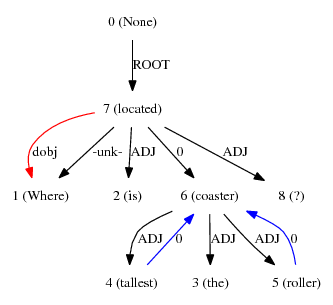 0 (None)
ROOT
7 (located)
dobj -unk- ADJ 0 ADJ
1 (Where) 2 (is) 6 (coaster) 8 (?)
ADJ 0 ADJ ADJ 0
4 (tallest) 3 (the) 5 (roller)